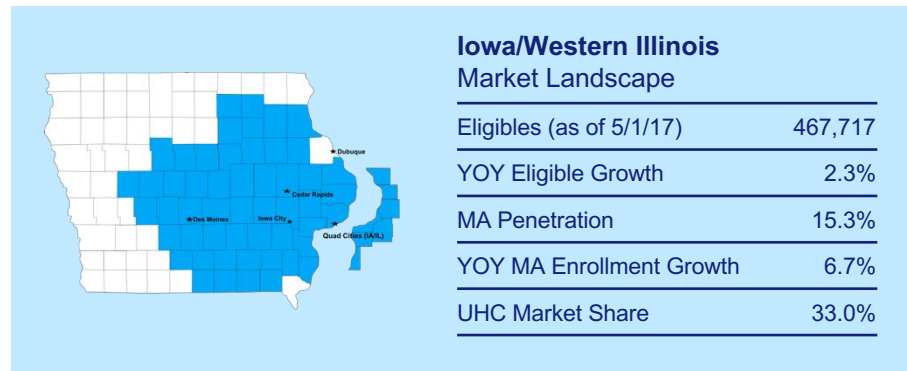 Iowa/Western Illinois
Market Landscape
Eligibles (as of 5/1/17) 467,717
YOY Eligible Growth 2.3%
MA Penetration 15.3%
YOY MA Enrollment Growth 6.7%
UHC Market Share 33.0%
Dubuque
Cedar Rapids
Des Moines
Iowa City
Quad Cities (IA/IL)